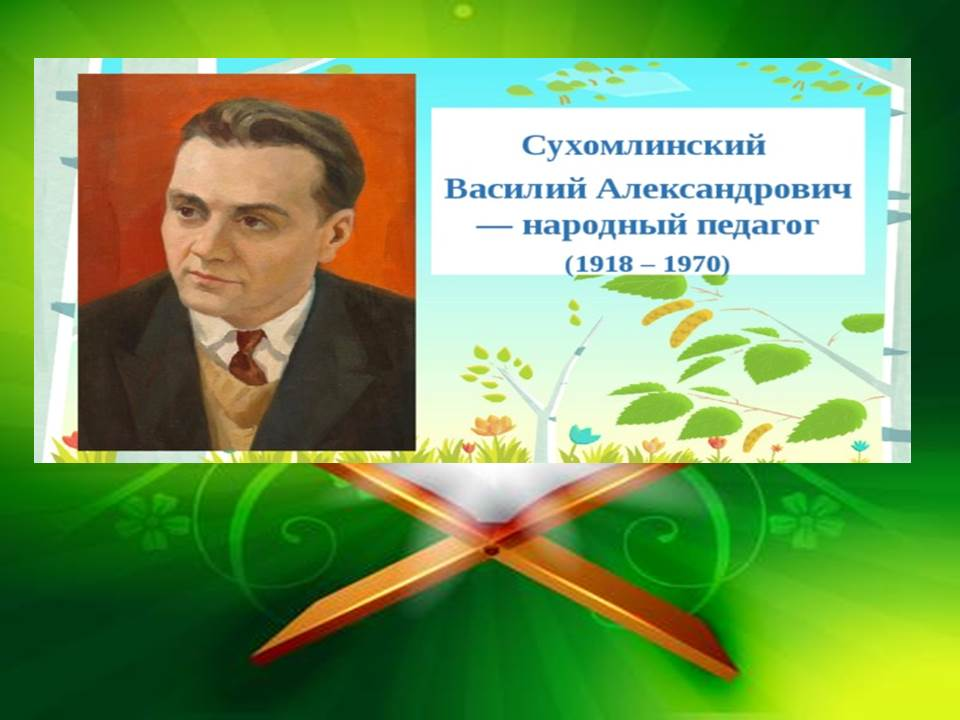 Сухомлинский
Василий Александрович
— народный педагог
(1918 – 1970)